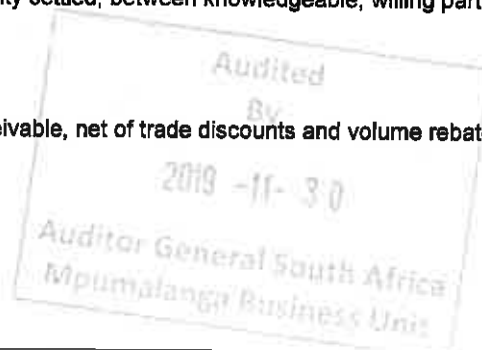 ty settled, between knowledgeable, willing part
Audited
By
eivable, net of trade discounts and volume rebat
2019 -11- 30
Auditor General South Africa
Mpumalanga Business Unit